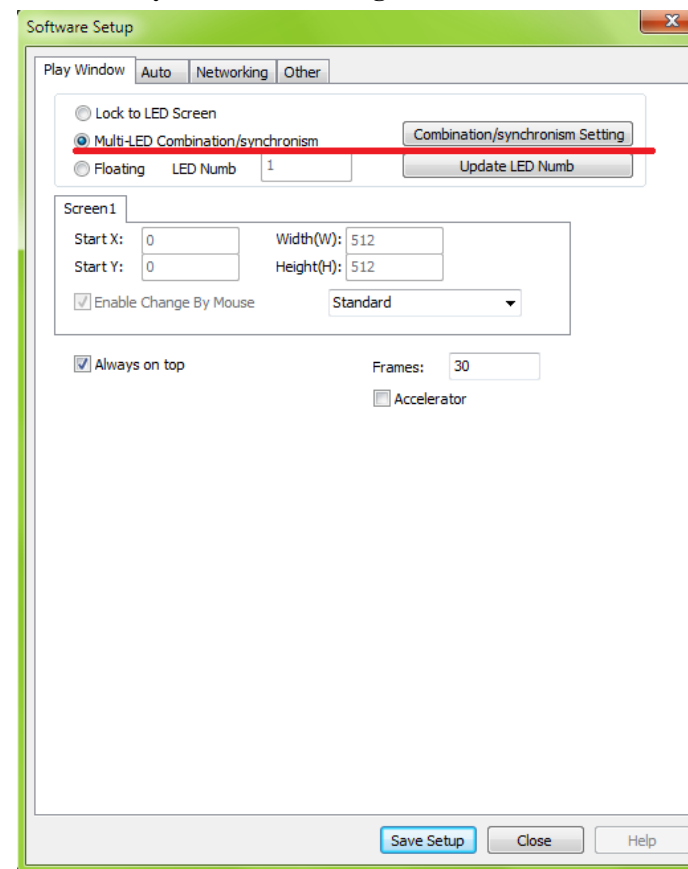 Software Setup
x
Play Window Auto Networking Other
Lock to LED Screen
Multi-LED Combination/synchronism Combination/synchronism Setting
Floating LED Numb 1 Update LED Numb
Screen1
Start X: 0 Width(W): 512
Start Y: 0 Height(H): 512
Enable Change By Mouse Standard
Always on top Frames: 30
Accelerator
Save Setup Close Help